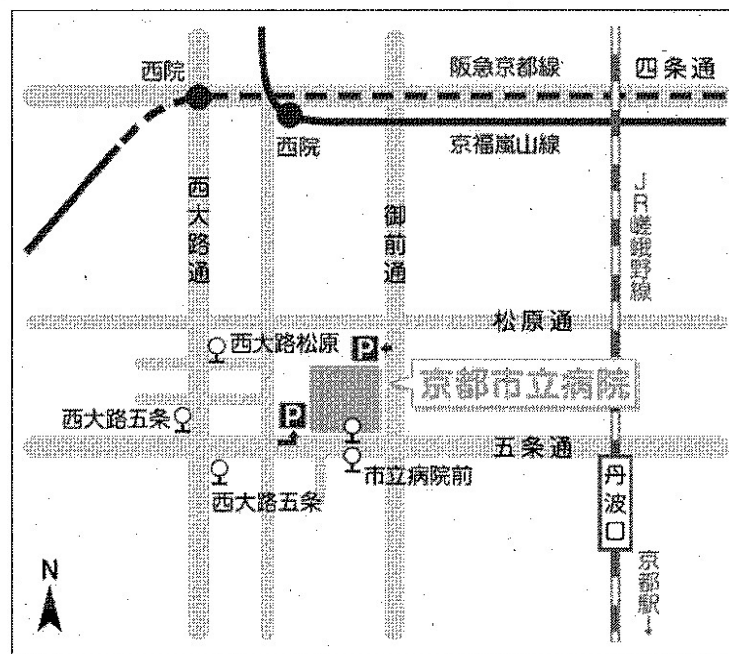 西院
阪急京都線
四条通
西院
京福嵐山線
西大路通
御前通
JR嵯峨野線
松原通
西大路松原
P
京都市立病院
西大路五条
P
五条通
市立病院前
西大路五条
丹波口
N
京都駅→